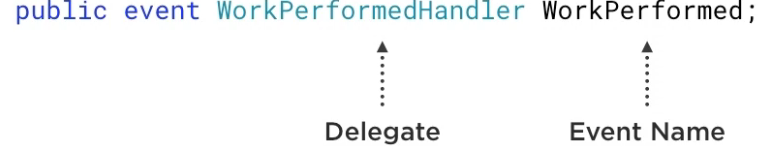 public event WorkPerformedHandler WorkPerformed;
Delegate Event Name